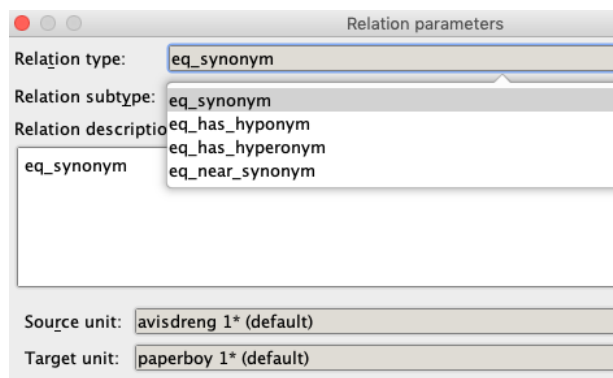 Relation parameters
Relation type: eq_synonym
Relation subtype: eq_synonym
eq_has_hyponym
Relation descriptio eq_has_hyperonym
eq_synonym eq_near_synonym
Source unit: avisdreng 1* (default)
Target unit: paperboy 1* (default)